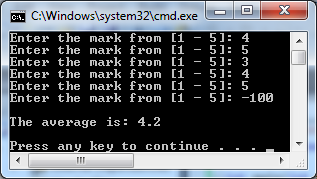 C:\Windows\system32\cmd.exe
Enter the mark from [1 - 5]: 4
Enter the mark from [1 - 5]: 5
Enter the mark from [1 - 5]: 3
Enter the mark from [1 - 5]: 4
Enter the mark from [1 - 5]: 5
Enter the mark from [1 - 5]: -100
The average is: 4.2
Press any key to continue . . . _